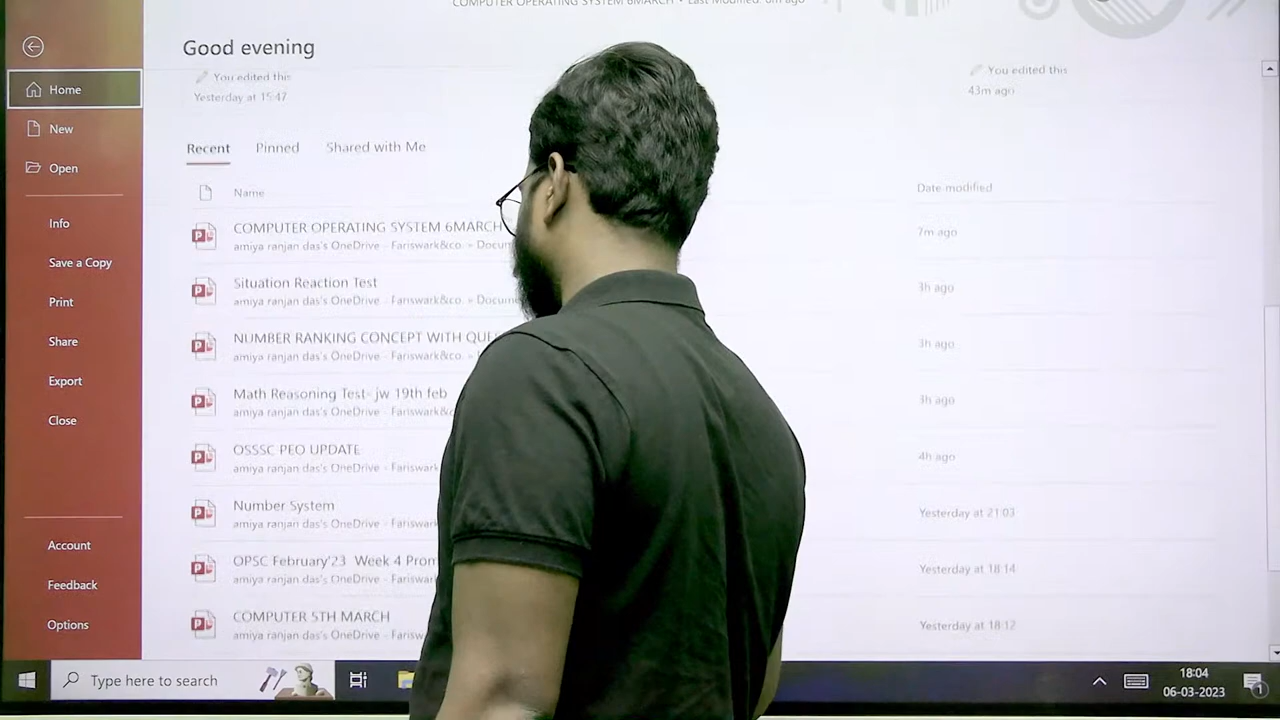 COMPUTER OPERATING SYSTEM 6MARCH • Last Modified: 6m ago
Good evening
You edited this
Yesterday at 15:47
You edited this
43m ago
Home
New
Open
Info
Save a Copy
Print
Share
Export
Close
Account
Feedback
Options
Recent Pinned Shared with Me
Name Date modified
COMPUTER OPERATING SYSTEM 6MARCH 7m ago
amiya ranjan das's OneDrive - Fariswark&co. » Docum
Situation Reaction Test 3h ago
amiya ranjan das's OneDrive - Fariswark&co. » Docum
NUMBER RANKING CONCEPT WITH QUE 3h ago
amiya ranjan das's OneDrive - Fariswark&co. »
Math Reasoning Test- jw 19th feb 3h ago
amiya ranjan das's OneDrive - Fariswark&
OSSSC PEO UPDATE 4h ago
amiya ranjan das's OneDrive - Fariswark
Number System Yesterday at 21:03
amiya ranjan das's OneDrive - Fariswark
OPSC February'23 Week 4 Pron Yesterday at 18:14
amiya ranjan das's OneDrive - Fariswar
COMPUTER 5TH MARCH Yesterday at 18:12
amiya ranjan das's OneDrive - Farisw
Type here to search
18:04
06-03-2023
1